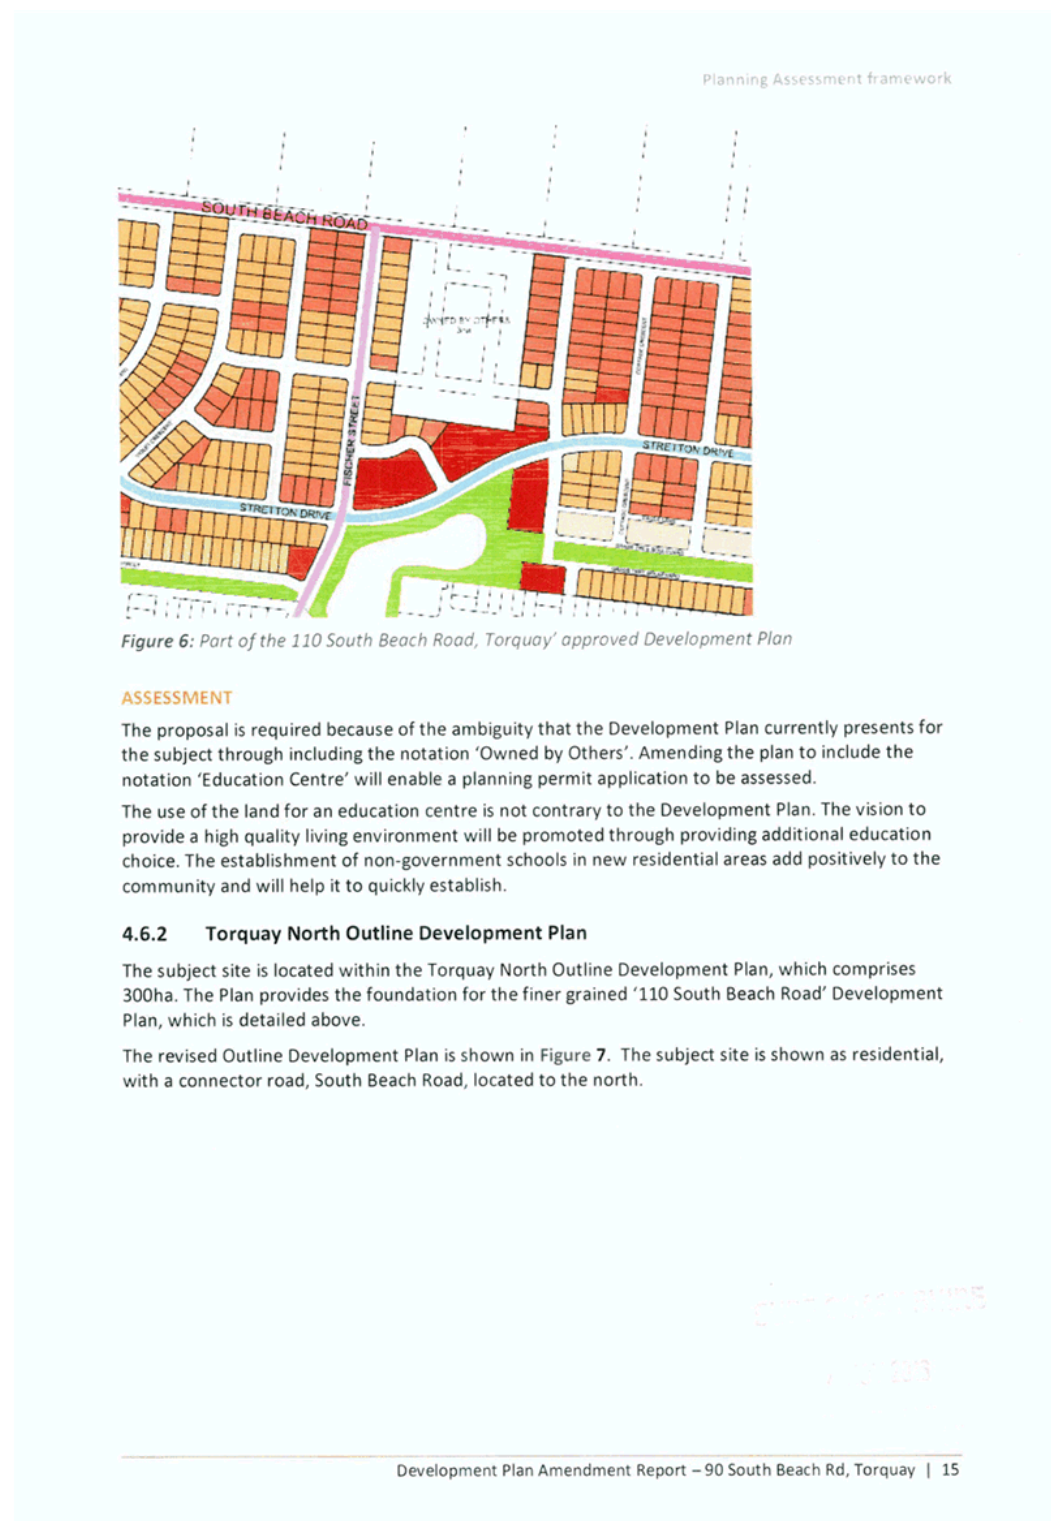 Planning Assessment framework
SOUTH BEACH ROAD
OWNED BY OTHERS
FISCHER STREET
STRETTON DRIVE
STRETTON DRIVE
Figure 6: Part of the 110 South Beach Road, Torquay' approved Development Plan
ASSESSMENT
The proposal is required because of the ambiguity that the Development Plan currently presents for
the subject through including the notation 'Owned by Others'. Amending the plan to include the
notation 'Education Centre' will enable a planning permit application to be assessed.
The use of the land for an education centre is not contrary to the Development Plan. The vision to
provide a high quality living environment will be promoted through providing additional education
choice. The establishment of non-government schools in new residential areas add positively to the
community and will help it to quickly establish.
4.6.2 Torquay North Outline Development Plan
The subject site is located within the Torquay North Outline Development Plan, which comprises
300ha. The Plan provides the foundation for the finer grained '110 South Beach Road' Development
Plan, which is detailed above.
The revised Outline Development Plan is shown in Figure 7. The subject site is shown as residential,
with a connector road, South Beach Road, located to the north.
2013
Development Plan Amendment Report – 90 South Beach Rd, Torquay | 15